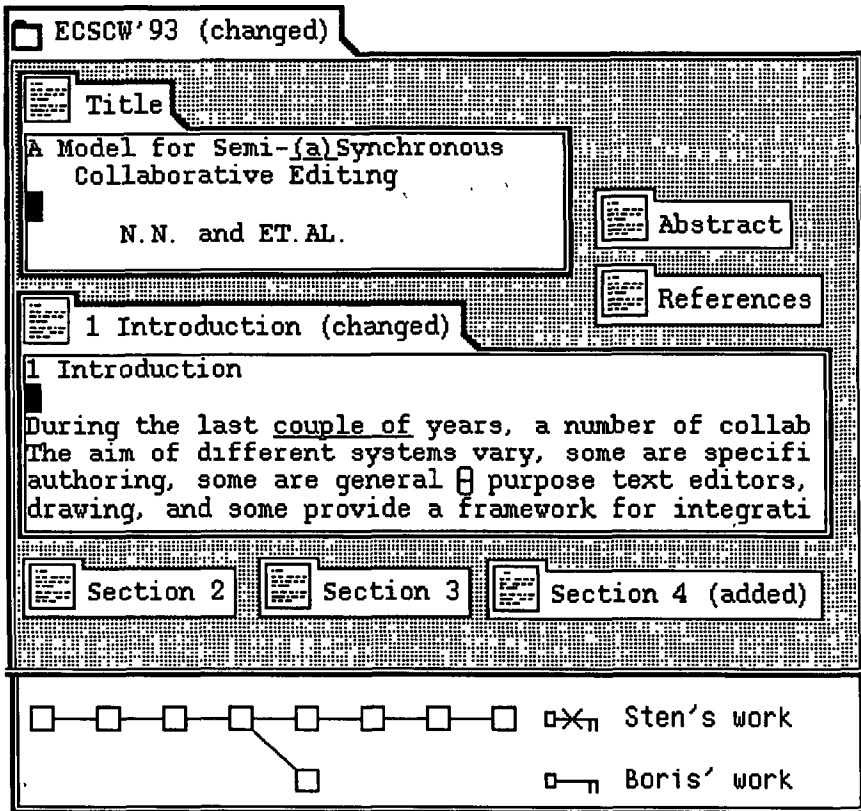 ECSCW'93 (changed)
Title
A Model for Semi-(a)Synchronous
Collaborative Editing
N.N. and ET.AL.
Abstract
References
1 Introduction (changed)
1 Introduction
During the last couple of years, a number of collab
The aim of different systems vary, some are specifi
authoring, some are general - purpose text editors,
drawing, and some provide a framework for integrati
Section 2
Section 3
Section 4 (added)
Sten's work
Boris' work